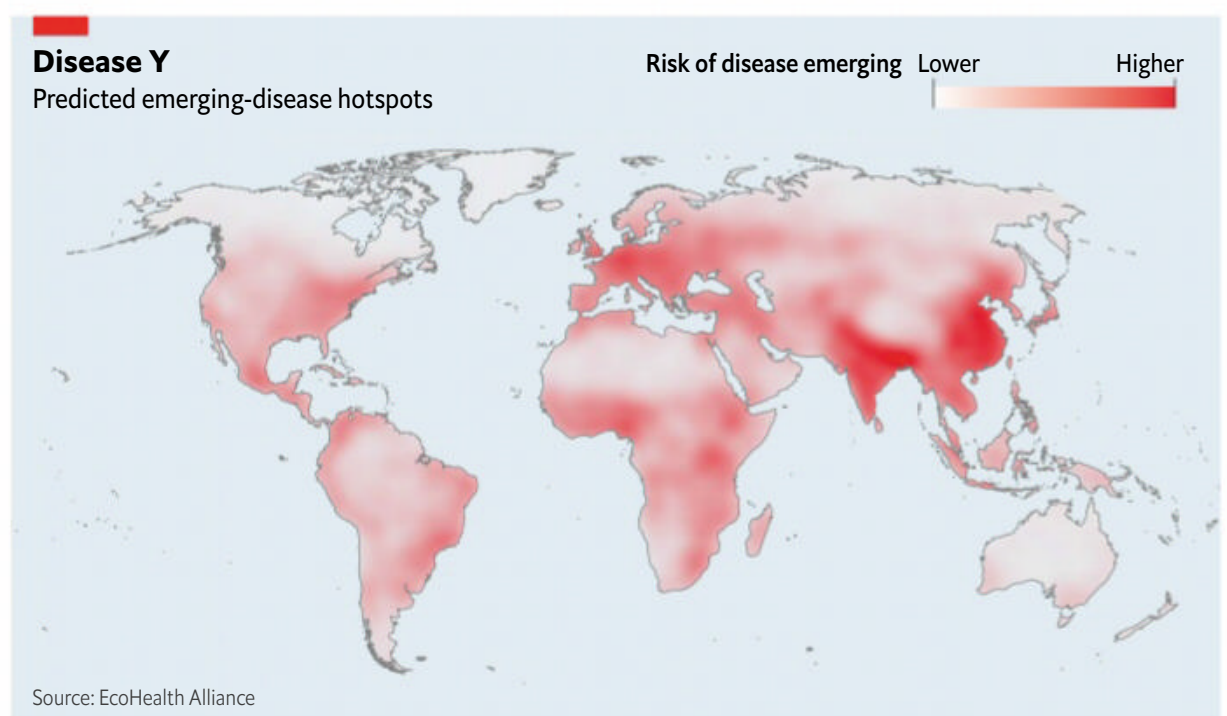 Disease Y
Predicted emerging-disease hotspots
Risk of disease emerging Lower Higher
Source: EcoHealth Alliance